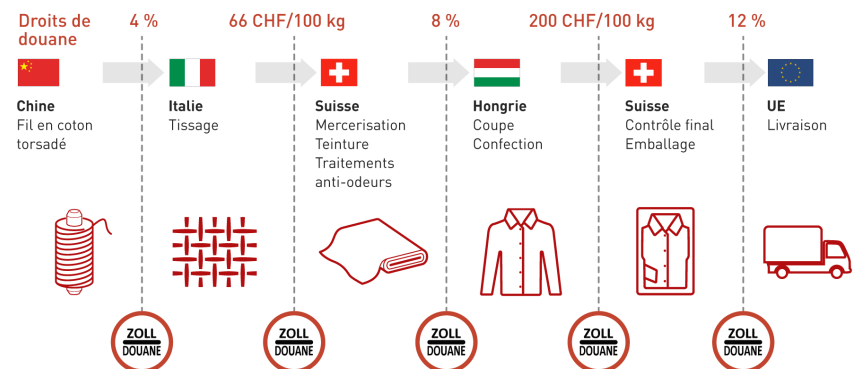 Droits de douane
4 %
66 CHF/100 kg
8 %
200 CHF/100 kg
12 %
Chine
Fil en coton
torsadé
Italie
Tissage
Suisse
Mercerisation
Teinture
Traitements
anti-odeurs
Hongrie
Coupe
Confection
Suisse
Contrôle final
Emballage
UE
Livraison
ZOLL
DOUANE
ZOLL
DOUANE
ZOLL
DOUANE
ZOLL
DOUANE
ZOLL
DOUANE